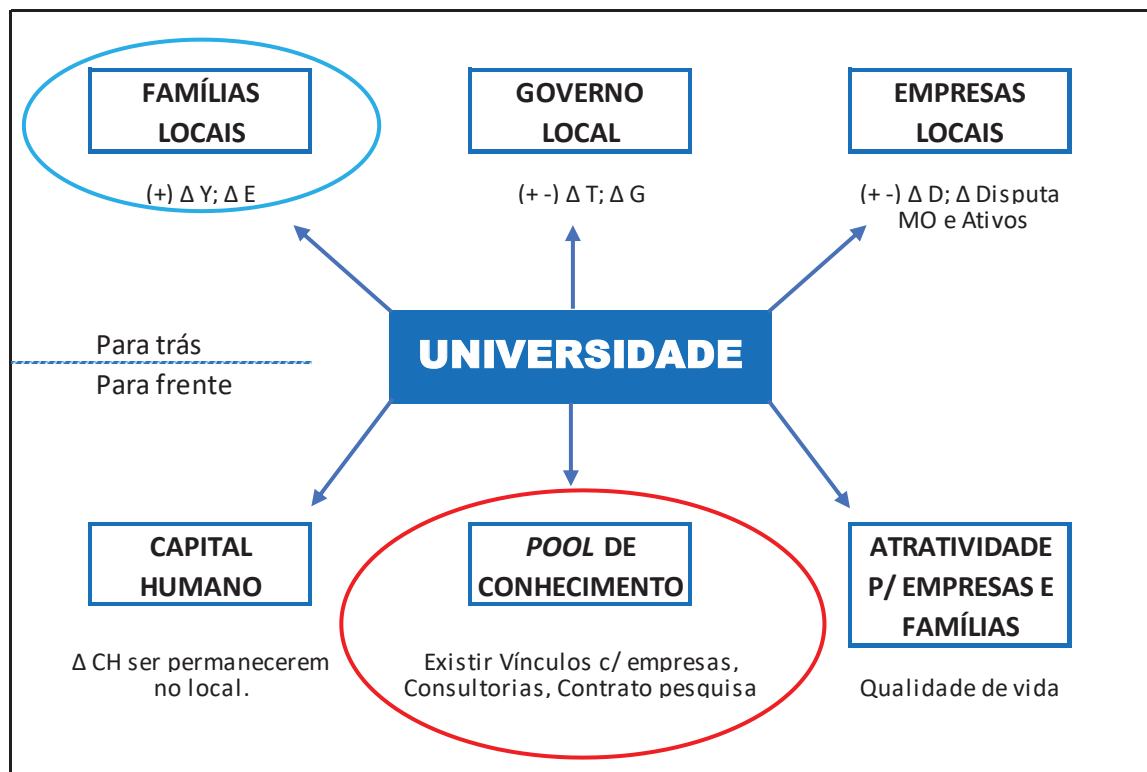 FAMÍLIAS
LOCAIS
GOVERNO
LOCAL
EMPRESAS
LOCAIS
(+) Δ Y; Δ E
(+ -) Δ T; Δ G
(+ -) Δ D; Δ Disputa
MO e Ativos
Para trás
Para frente
UNIVERSIDADE
CAPITAL
HUMANO
POOL DE
CONHECIMENTO
ATRATIVIDADE
P/ EMPRESAS E
FAMÍLIAS
Δ CH ser permanecerem
no local.
Existir Vínculos c/ empresas,
Consultorias, Contrato pesquisa
Qualidade de vida